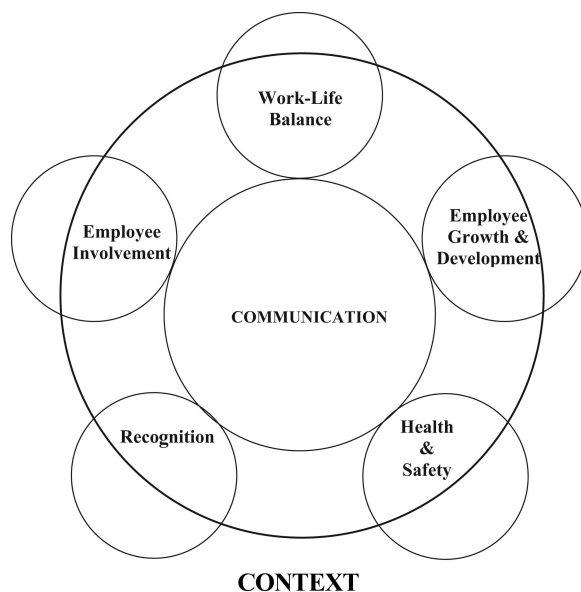 Work-Life
Balance
Employee
Involvement
Employee
Growth &
Development
COMMUNICATION
Recognition
Health
&
Safety
CONTEXT